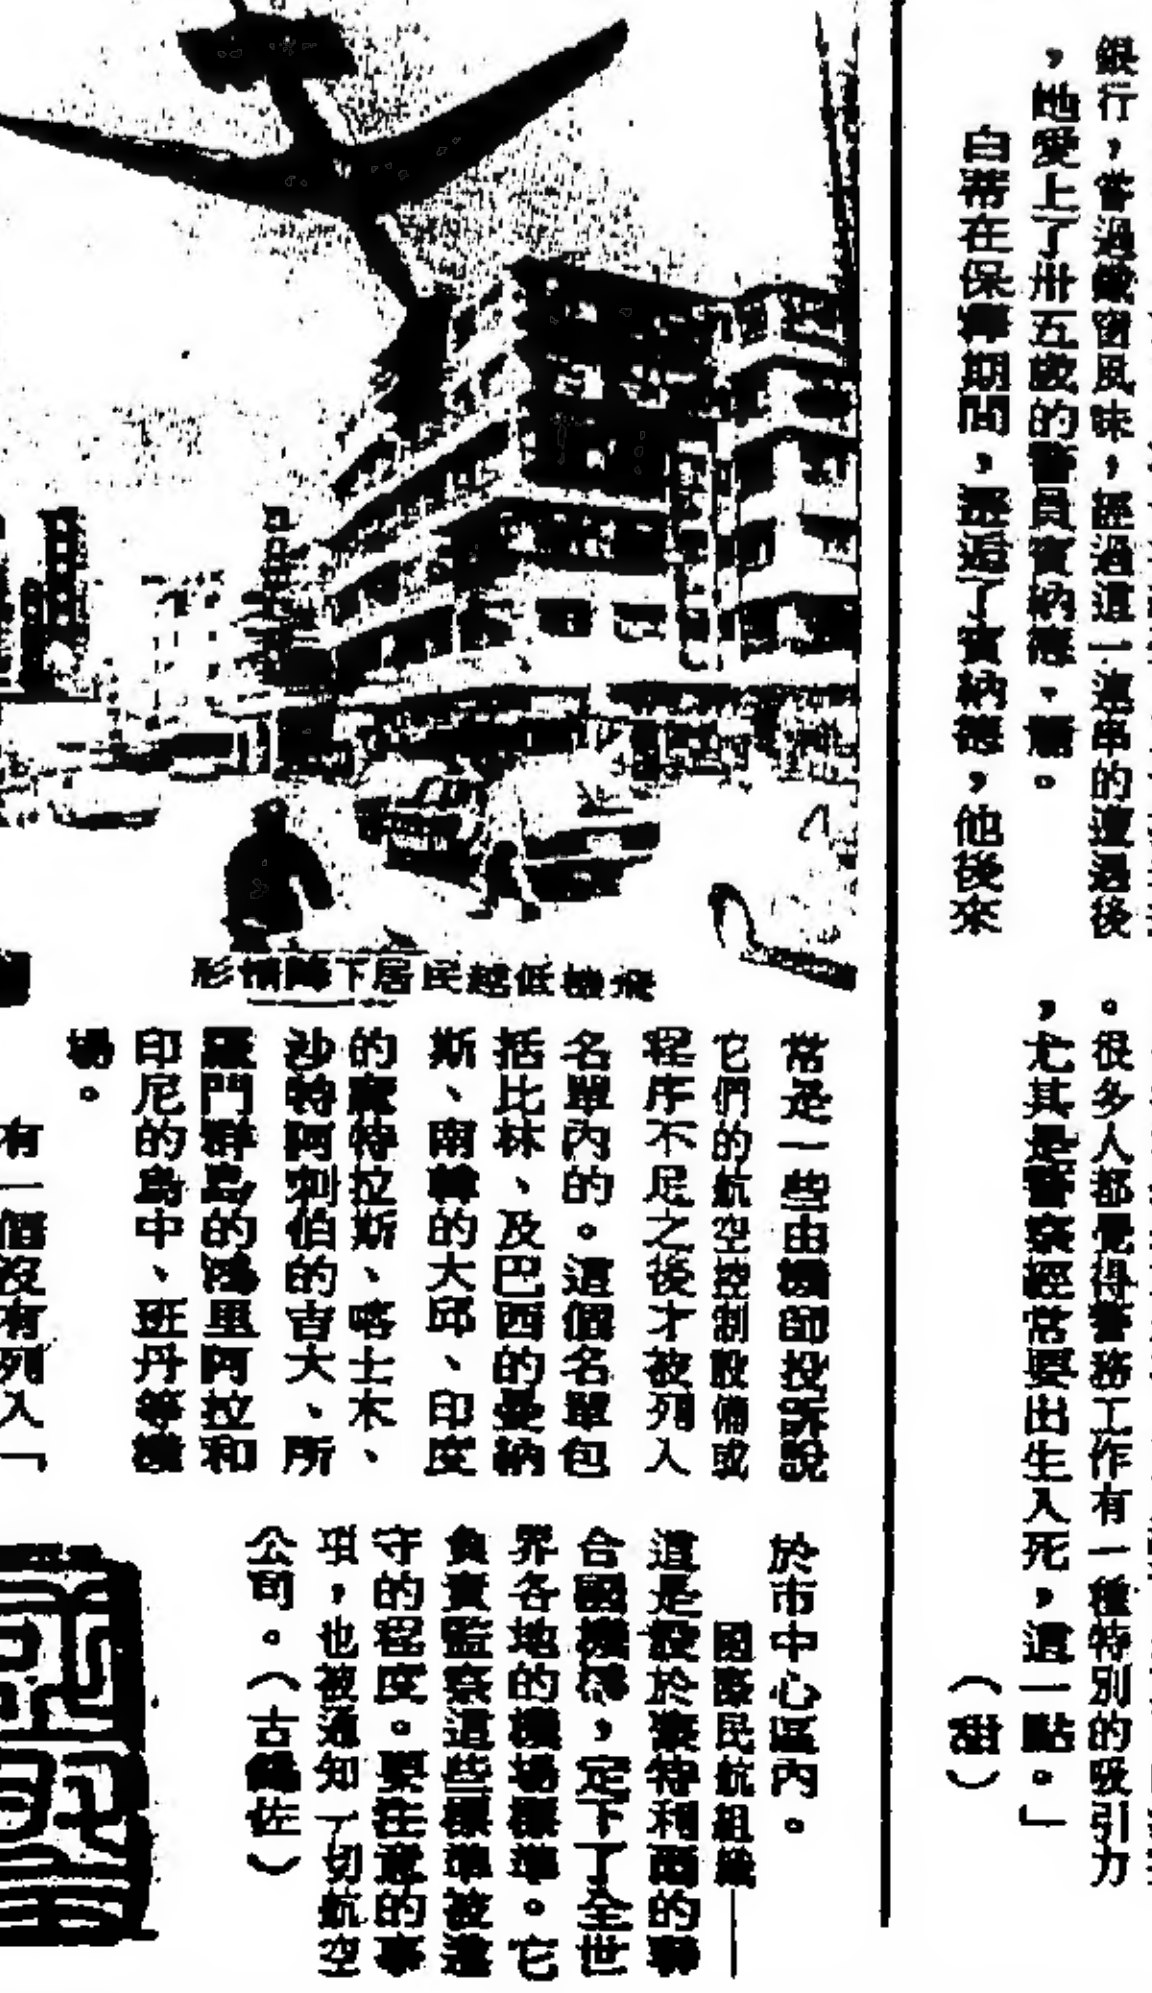 銀行，嘗過鐵窗風味，經過這一連串的遭遇後
，她愛上了卅五歲的警員賓納德・
白蒂在保釋期間，邂逅了賓納德，他後來
。很多人都覺得警務工作有一種特別的吸引力
，尤其是警察經常要出生入死，這一點。」
（甜）
飛機低越民居下降情形
常是一些由機師投訴說
它們的航空控制設備或
程序不足之後才被列入
名單內的。這個名單包
括比林、及巴西的曼納
斯、南韓的大邱、印度
的麻特拉斯、喀士木、
沙特阿刺伯的吉大、所
羅門群島的鴻里阿拉和
印尼的島中、班丹等機
場。
有一個沒有列入「
於市中心區內。
國際民航組織——
這是設於蒙特利爾的聯
合國機構，定下了全世
界各地的機場標準。它
負責監察這些標準被遵
守的程度。要注意的事
項，也被通知一切航空
公司。（古 佐）